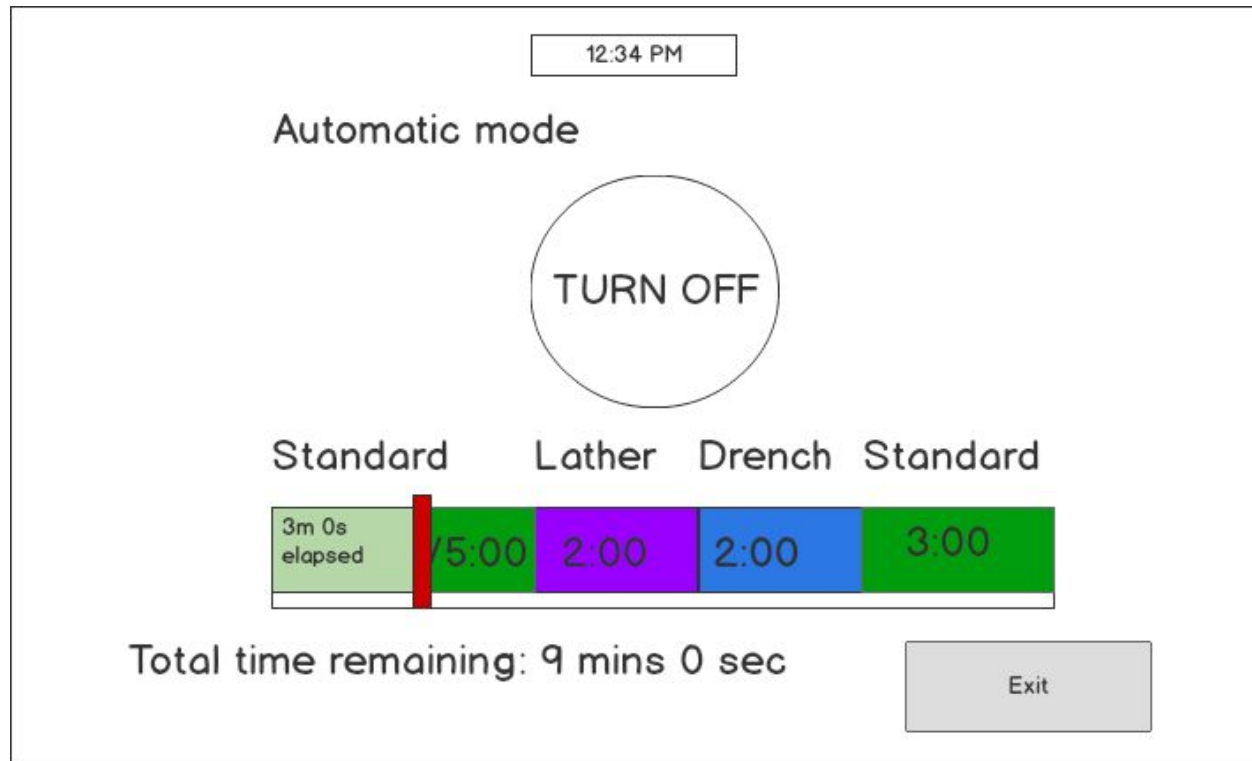 12:34 PM
Automatic mode
TURN OFF
Standard Lather Drench Standard
3m 0s
elapsed
/5:00 2:00 2:00 3:00
Total time remaining: 9 mins 0 sec
Exit